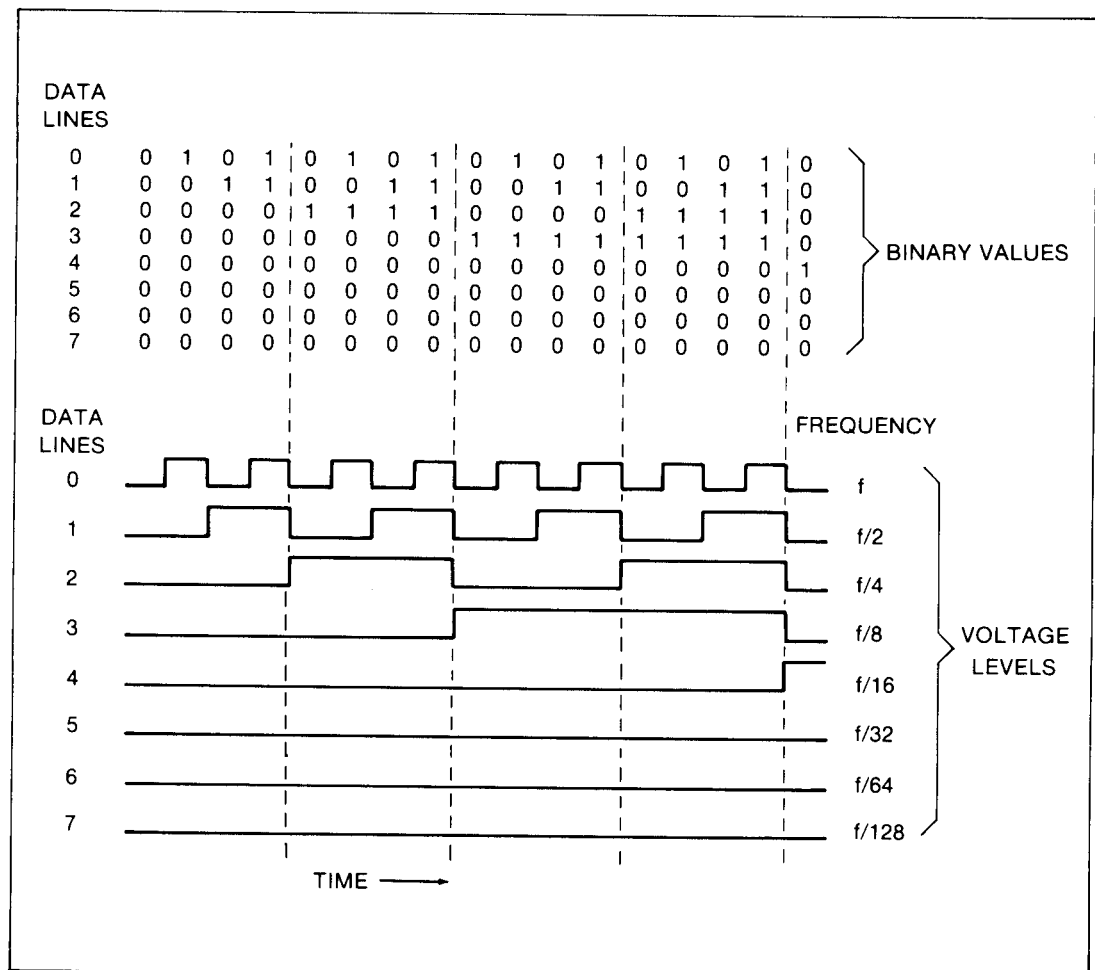 DATA
LINES
0 0 1 0 1 0 1 0 1 0 1 0 1 0 1 0 1 0
1 0 0 1 1 0 0 1 1 0 0 1 1 0 0 1 1 0
2 0 0 0 0 1 1 1 1 0 0 0 0 1 1 1 1 0
3 0 0 0 0 0 0 0 0 1 1 1 1 1 1 1 1 0
4 0 0 0 0 0 0 0 0 0 0 0 0 0 0 0 0 1
5 0 0 0 0 0 0 0 0 0 0 0 0 0 0 0 0 0
6 0 0 0 0 0 0 0 0 0 0 0 0 0 0 0 0 0
7 0 0 0 0 0 0 0 0 0 0 0 0 0 0 0 0 0
BINARY VALUES
DATA
LINES
FREQUENCY
0 f
1 f/2
2 f/4
3 f/8
4 f/16
5 f/32
6 f/64
7 f/128
VOLTAGE
LEVELS
TIME